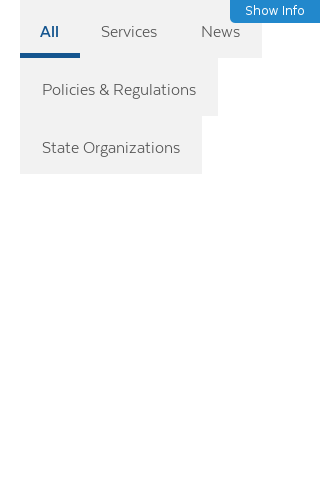 Show Info
All Services News
Policies & Regulations
State Organizations